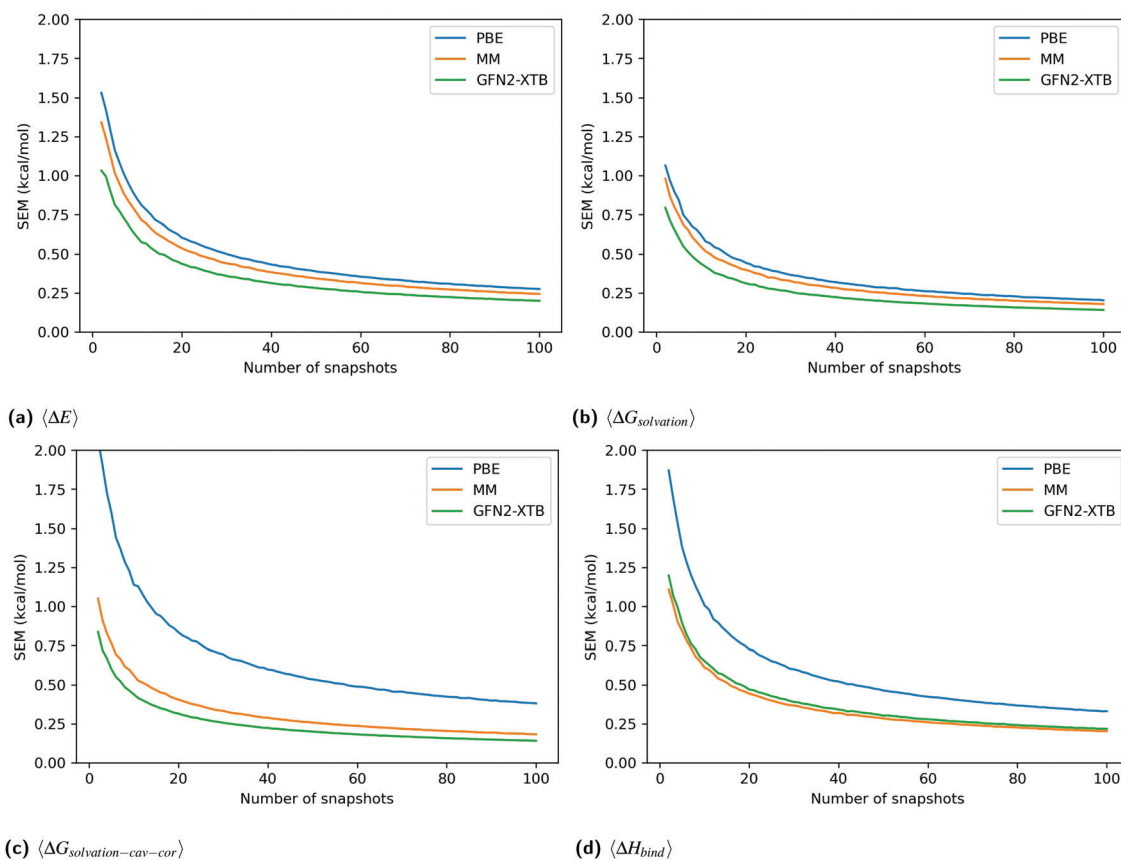 2.00
1.75
1.50
1.25
1.00
0.75
0.50
0.25
0.00
SEM (kcal/mol)
PBE
MM
GFN2-XTB
0 20 40 60 80 100
Number of snapshots
(a) ⟨ΔE⟩
2.00
1.75
1.50
1.25
1.00
0.75
0.50
0.25
0.00
SEM (kcal/mol)
PBE
MM
GFN2-XTB
0 20 40 60 80 100
Number of snapshots
(b) ⟨ΔG_{solvation}⟩
2.00
1.75
1.50
1.25
1.00
0.75
0.50
0.25
0.00
SEM (kcal/mol)
PBE
MM
GFN2-XTB
0 20 40 60 80 100
Number of snapshots
(c) ⟨ΔG_{solvation−cav−cor}⟩
2.00
1.75
1.50
1.25
1.00
0.75
0.50
0.25
0.00
SEM (kcal/mol)
PBE
MM
GFN2-XTB
0 20 40 60 80 100
Number of snapshots
(d) ⟨ΔH_{bind}⟩